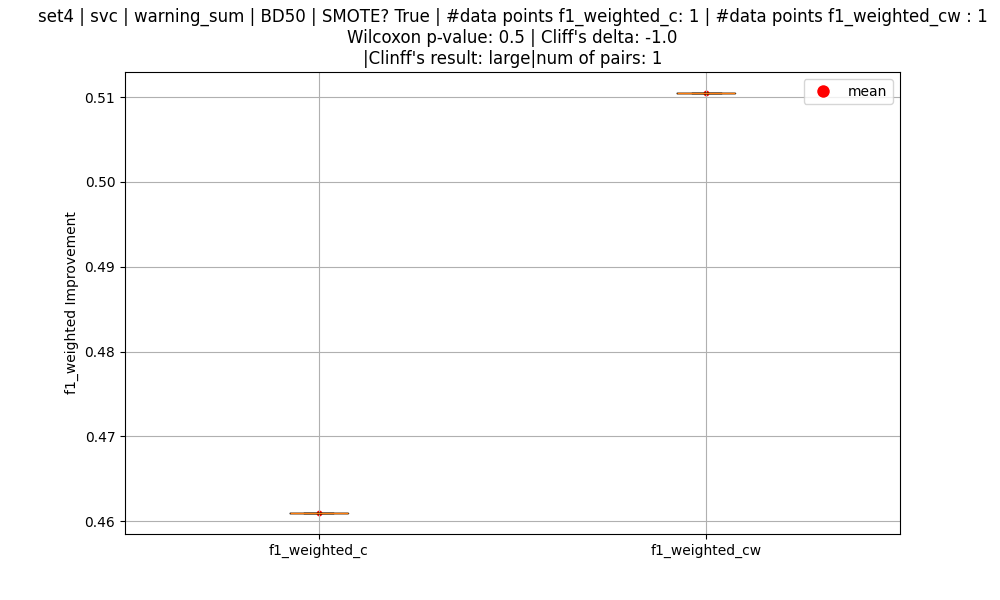 set4 | svc | warning_sum | BD50 | SMOTE? True | #data points f1_weighted_c: 1 | #data points f1_weighted_cw : 1
Wilcoxon p-value: 0.5 | Cliff's delta: -1.0
|Clinff's result: large|num of pairs: 1
mean
f1_weighted Improvement
0.51
0.50
0.49
0.48
0.47
0.46
f1_weighted_c
f1_weighted_cw